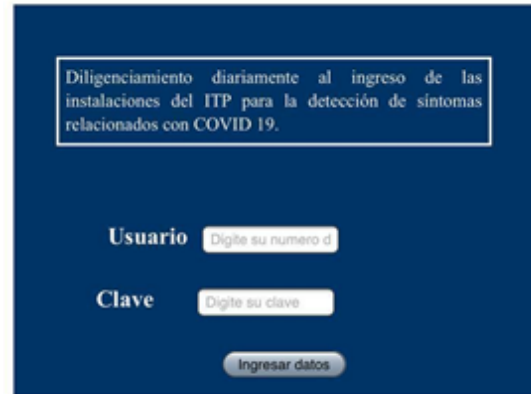 Diligenciamiento diariamente al ingreso de las
instalaciones del ITP para la detección de síntomas
relacionados con COVID 19.
Usuario Digite su numero d
Clave Digite su clave
Ingresar datos